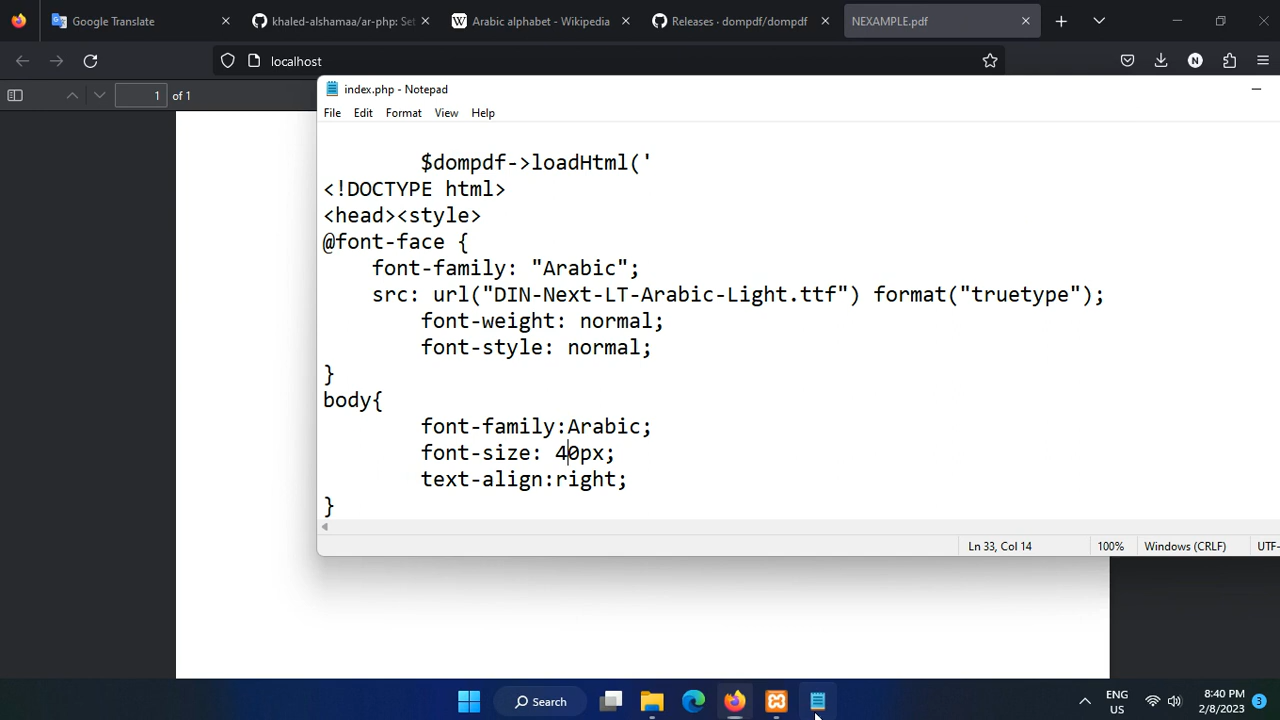 Google Translate
khaled-alshamaa/ar-php: Set
Arabic alphabet - Wikipedia
Releases · dompdf/dompdf
NEXAMPLE.pdf
localhost
N
1 of 1
index.php - Notepad
File Edit Format View Help
$dompdf->loadHtml('
<!DOCTYPE html>
<head><style>
@font-face {
font-family: "Arabic";
src: url("DIN-Next-LT-Arabic-Light.ttf") format("truetype");
font-weight: normal;
font-style: normal;
}
body{
font-family:Arabic;
font-size: 40px;
text-align:right;
}
Ln 33, Col 14 100% Windows (CRLF) UTF-
Search
ENG
US
8:40 PM
2/8/2023
3